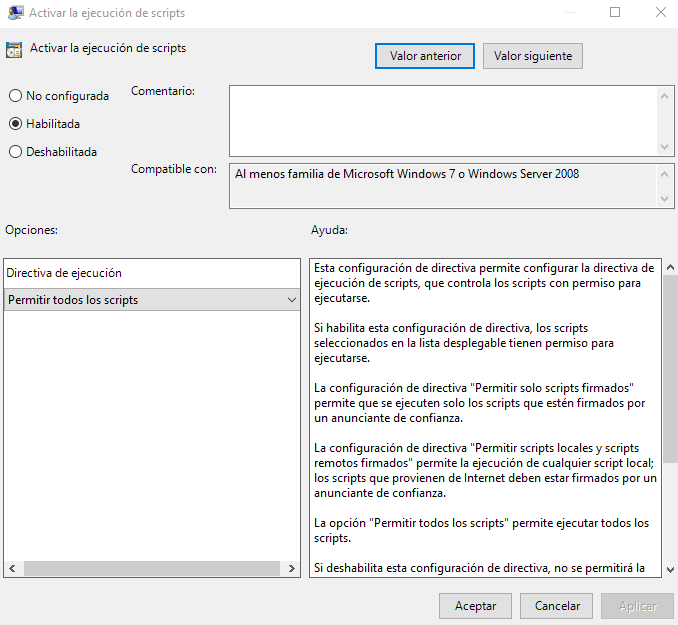 Activar la ejecución de scripts
Activar la ejecución de scripts
Valor anterior
Valor siguiente
No configurada
Habilitada
Deshabilitada
Comentario:
Compatible con:
Al menos familia de Microsoft Windows 7 o Windows Server 2008
Opciones:
Ayuda:
Directiva de ejecución
Permitir todos los scripts
Esta configuración de directiva permite configurar la directiva de
ejecución de scripts, que controla los scripts con permiso para
ejecutarse.
Si habilita esta configuración de directiva, los scripts
seleccionados en la lista desplegable tienen permiso para
ejecutarse.
La configuración de directiva "Permitir solo scripts firmados"
permite que se ejecuten solo los scripts que estén firmados por
un anunciante de confianza.
La configuración de directiva "Permitir scripts locales y scripts
remotos firmados" permite la ejecución de cualquier script local;
los scripts que provienen de Internet deben estar firmados por un
anunciante de confianza.
La opción "Permitir todos los scripts" permite ejecutar todos los
scripts.
Si deshabilita esta configuración de directiva, no se permitirá la
Aceptar
Cancelar
Aplicar